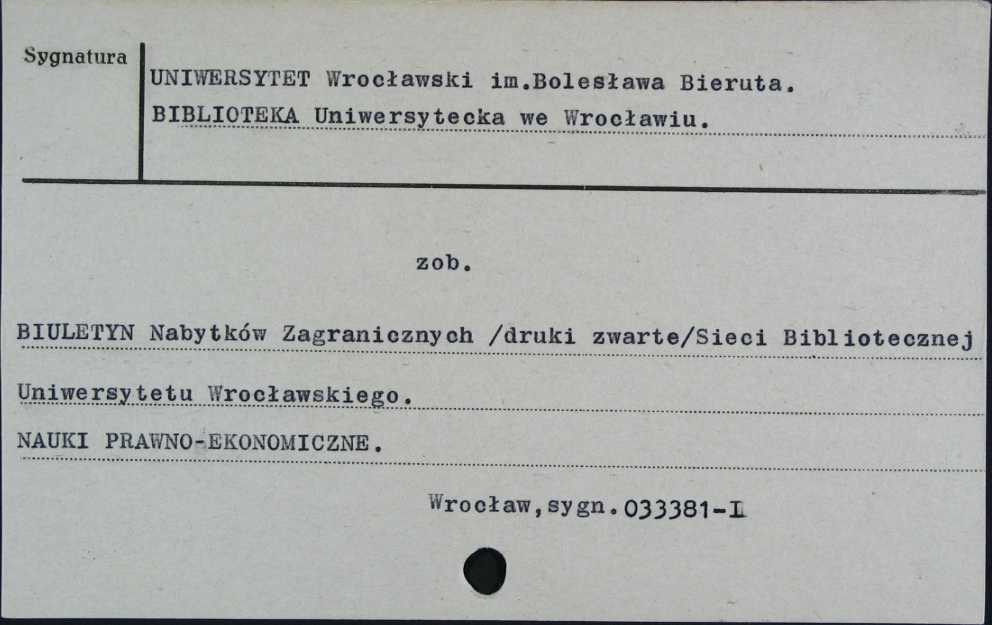 Sygnatura
UNIWERSYTET Wrocławski im.Bolesława Bieruta.
BIBLIOTEKA Uniwersytecka we Wrocławiu.
zob.
BIULETYN Nabytków Zagranicznych /druki zwarte/Sieci Bibliotecznej
Uniwersytetu Wrocławskiego.
NAUKI PRAWNO-EKONOMICZNE.
Wrocław,sygn. 033381-I